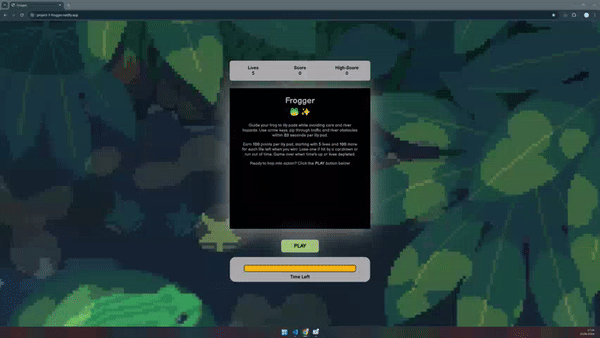 Frogger
project-1-frogger.netlify.app
Lives
Score
High-Score
5
0
0
Frogger
Guide your frog to lily pads while avoiding cars and river
hazards. Use arrow keys, zip through traffic and river obstacles
within 60 seconds per lily pad.
Earn 100 points per lily pad, starting with 5 lives and 100 more
for each life left when you win. Lose one if hit by a car, drown or
run out of time. Game over when time's up or lives depleted.
Ready to hop into action? Click the PLAY button below!
PLAY
Time Left